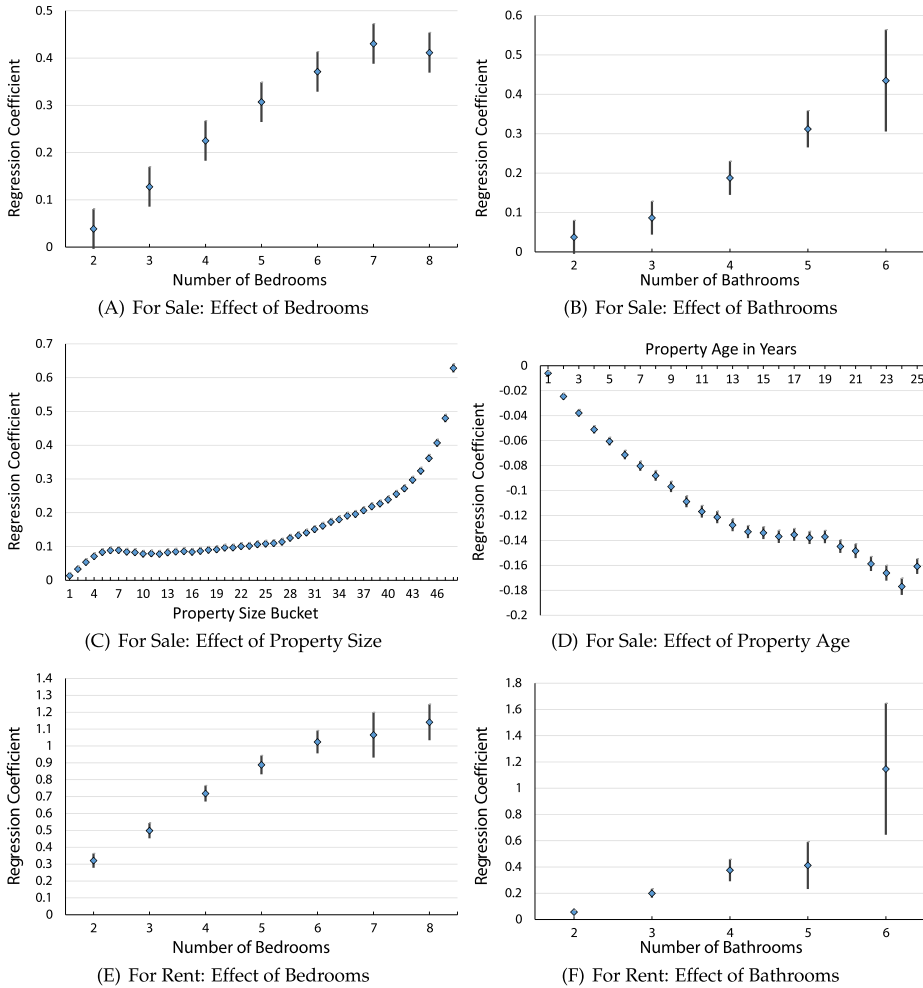 0.5
0.4
0.3
0.2
0.1
0
Regression Coefficient
2 3 4 5 6 7 8
Number of Bedrooms
(A) For Sale: Effect of Bedrooms
0.6
0.5
0.4
0.3
0.2
0.1
0
Regression Coefficient
2 3 4 5 6
Number of Bathrooms
(B) For Sale: Effect of Bathrooms
0.7
0.6
0.5
0.4
0.3
0.2
0.1
0
Regression Coefficient
1 4 7 10 13 16 19 22 25 28 31 34 37 40 43 46
Property Size Bucket
(C) For Sale: Effect of Property Size
Property Age in Years
0
1 3 5 7 9 11 13 15 17 19 21 23 25
-0.02
-0.04
-0.06
-0.08
-0.1
-0.12
-0.14
-0.16
-0.18
-0.2
Regression Coefficient
(D) For Sale: Effect of Property Age
1.4
1.3
1.2
1.1
1
0.9
0.8
0.7
0.6
0.5
0.4
0.3
0.2
0.1
0
Regression Coefficient
2 3 4 5 6 7 8
Number of Bedrooms
(E) For Rent: Effect of Bedrooms
1.8
1.6
1.4
1.2
1
0.8
0.6
0.4
0.2
0
Regression Coefficient
2 3 4 5 6
Number of Bathrooms
(F) For Rent: Effect of Bathrooms